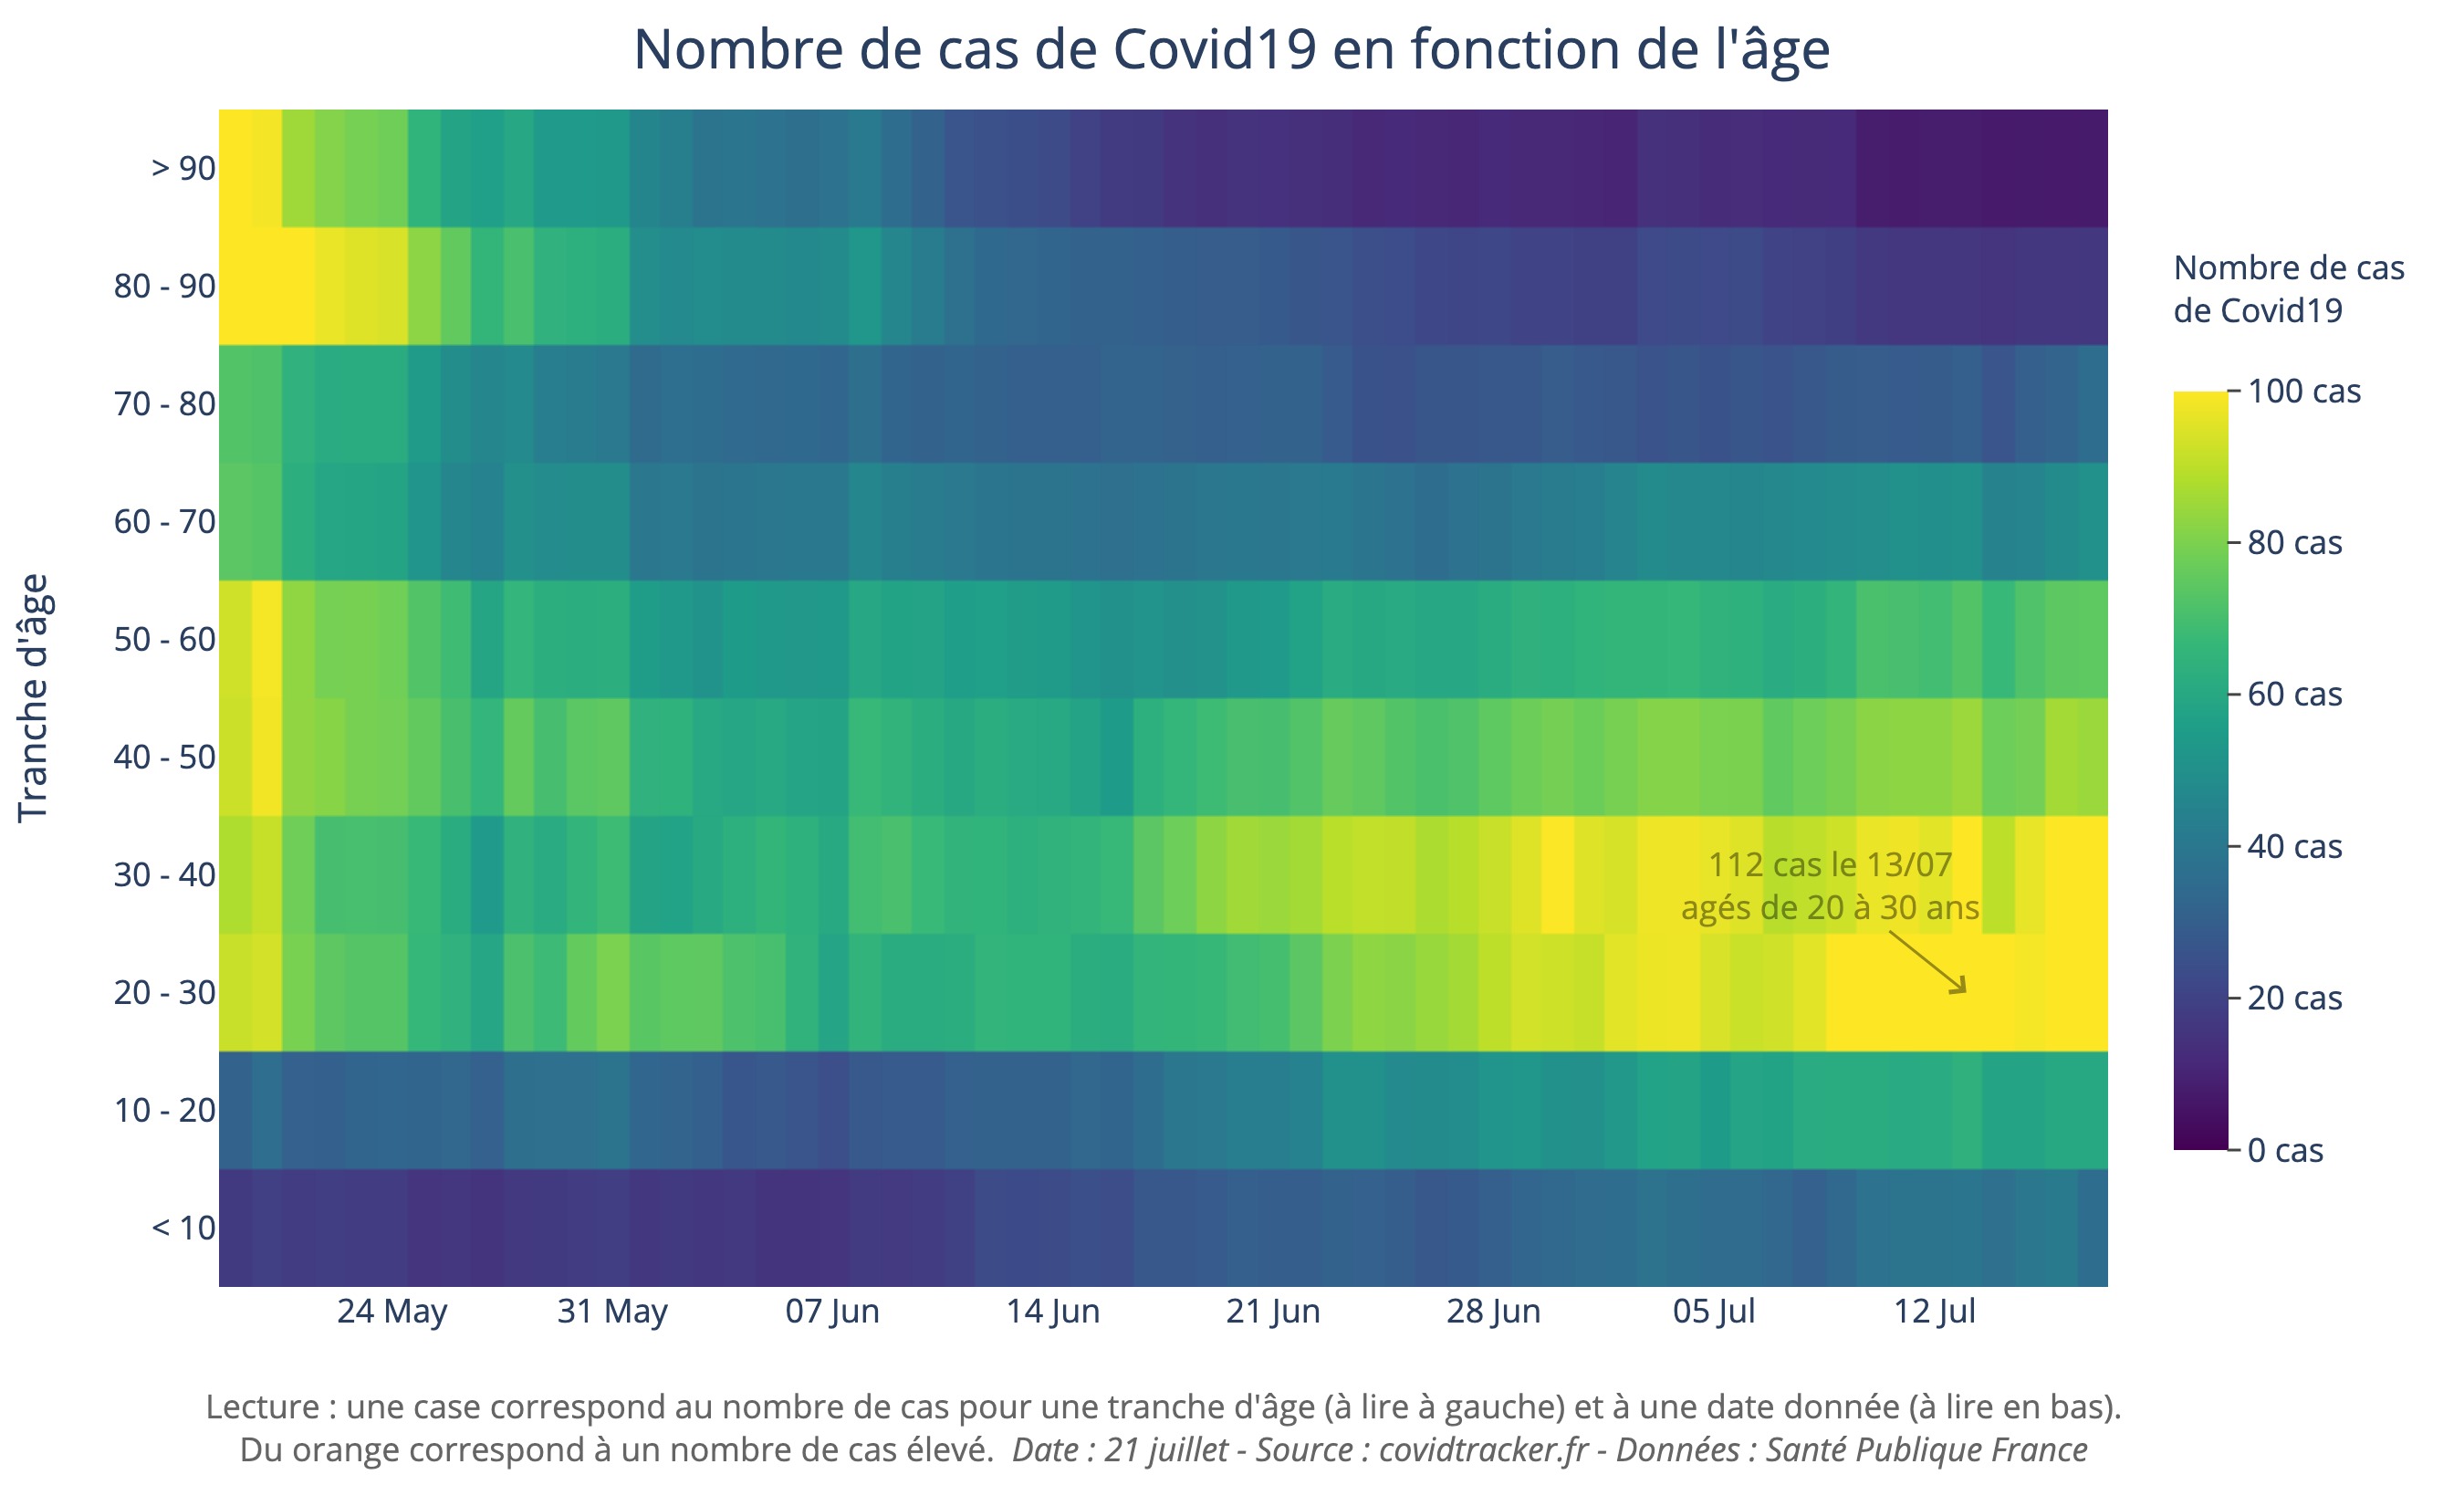 Nombre de cas de Covid19 en fonction de l'âge
Tranche d'âge
> 90
80 - 90
70 - 80
60 - 70
50 - 60
40 - 50
30 - 40
20 - 30
10 - 20
< 10
112 cas le 13/07
agés de 20 à 30 ans
24 May
31 May
07 Jun
14 Jun
21 Jun
28 Jun
05 Jul
12 Jul
Nombre de cas
de Covid19
100 cas
80 cas
60 cas
40 cas
20 cas
0 cas
Lecture : une case correspond au nombre de cas pour une tranche d'âge (à lire à gauche) et à une date donnée (à lire en bas).
Du orange correspond à un nombre de cas élevé. Date : 21 juillet - Source : covidtracker.fr - Données : Santé Publique France